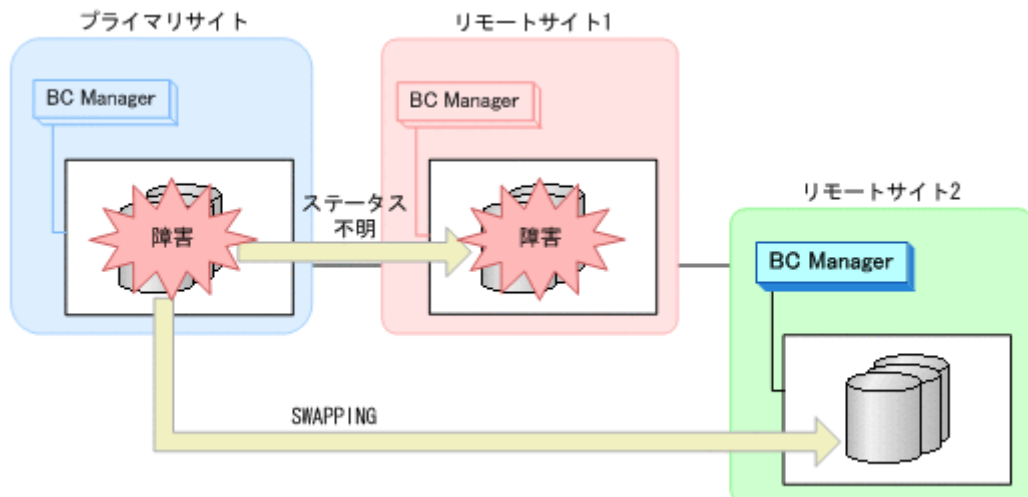 プライマリサイト
リモートサイト1
BC Manager
BC Manager
ステータス
不明
障害
障害
リモートサイト2
BC Manager
SWAPPING